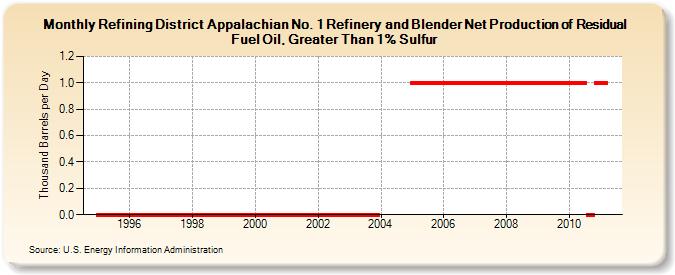 Monthly Refining District Appalachian No. 1 Refinery and Blender Net Production of Residual
Fuel Oil, Greater Than 1% Sulfur
Thousand Barrels per Day
1.2
1.0
0.8
0.6
0.4
0.2
0.0
1996 1998 2000 2002 2004 2006 2008 2010
Source: U.S. Energy Information Administration